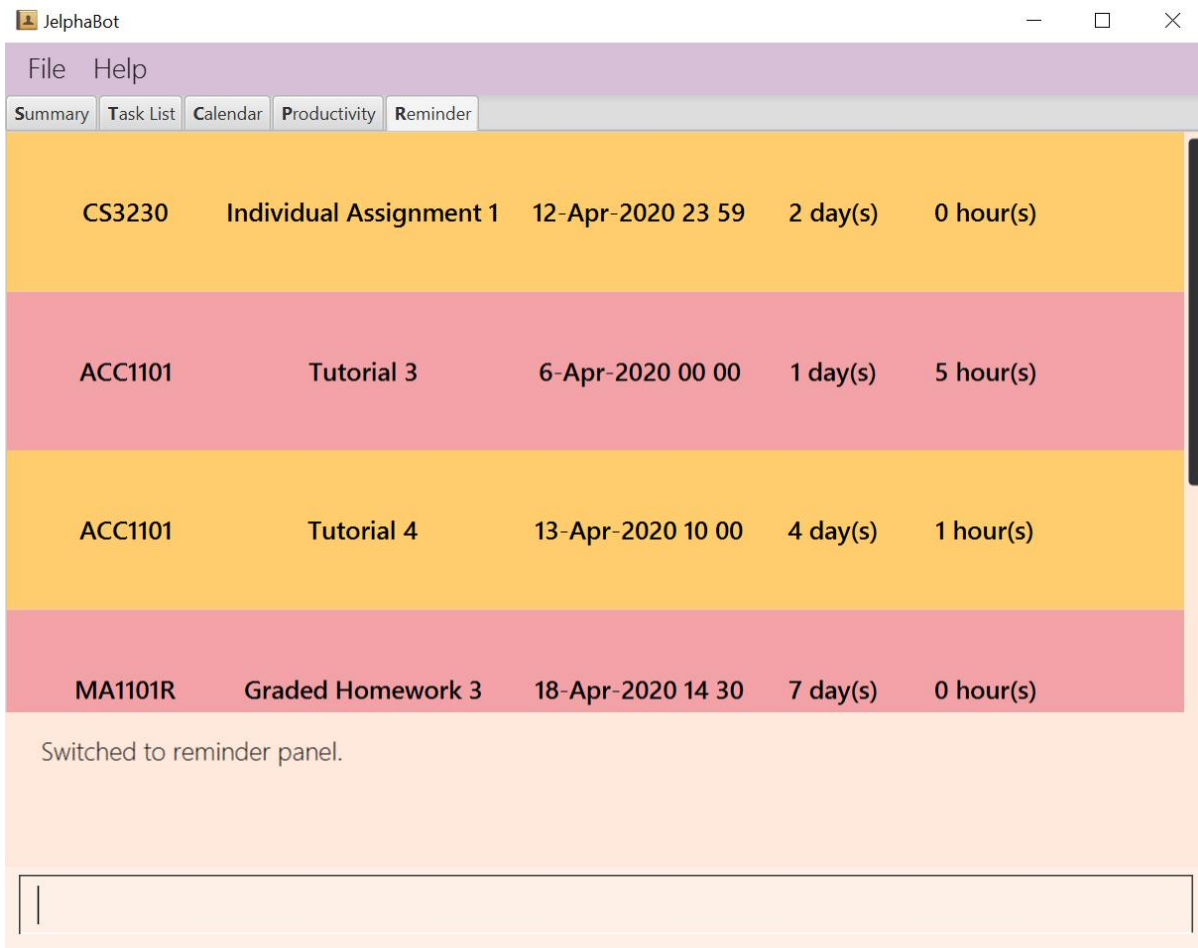 JelphaBot
File Help
Summary Task List Calendar Productivity Reminder
CS3230 Individual Assignment 1 12-Apr-2020 23 59 2 day(s) 0 hour(s)
ACC1101 Tutorial 3 6-Apr-2020 00 00 1 day(s) 5 hour(s)
ACC1101 Tutorial 4 13-Apr-2020 10 00 4 day(s) 1 hour(s)
MA1101R Graded Homework 3 18-Apr-2020 14 30 7 day(s) 0 hour(s)
Switched to reminder panel.